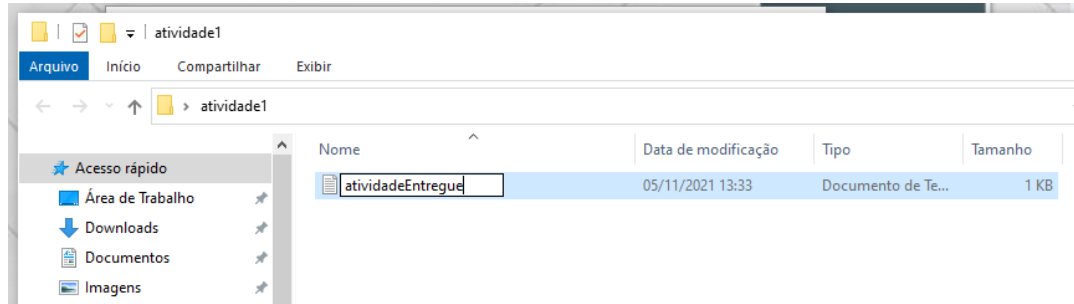 atividade1
Arquivo Início Compartilhar Exibir
atividade1
Nome Data de modificação Tipo Tamanho
Acesso rápido
atividadeEntregue 05/11/2021 13:33 Documento de Te... 1 KB
Área de Trabalho
Downloads
Documentos
Imagens